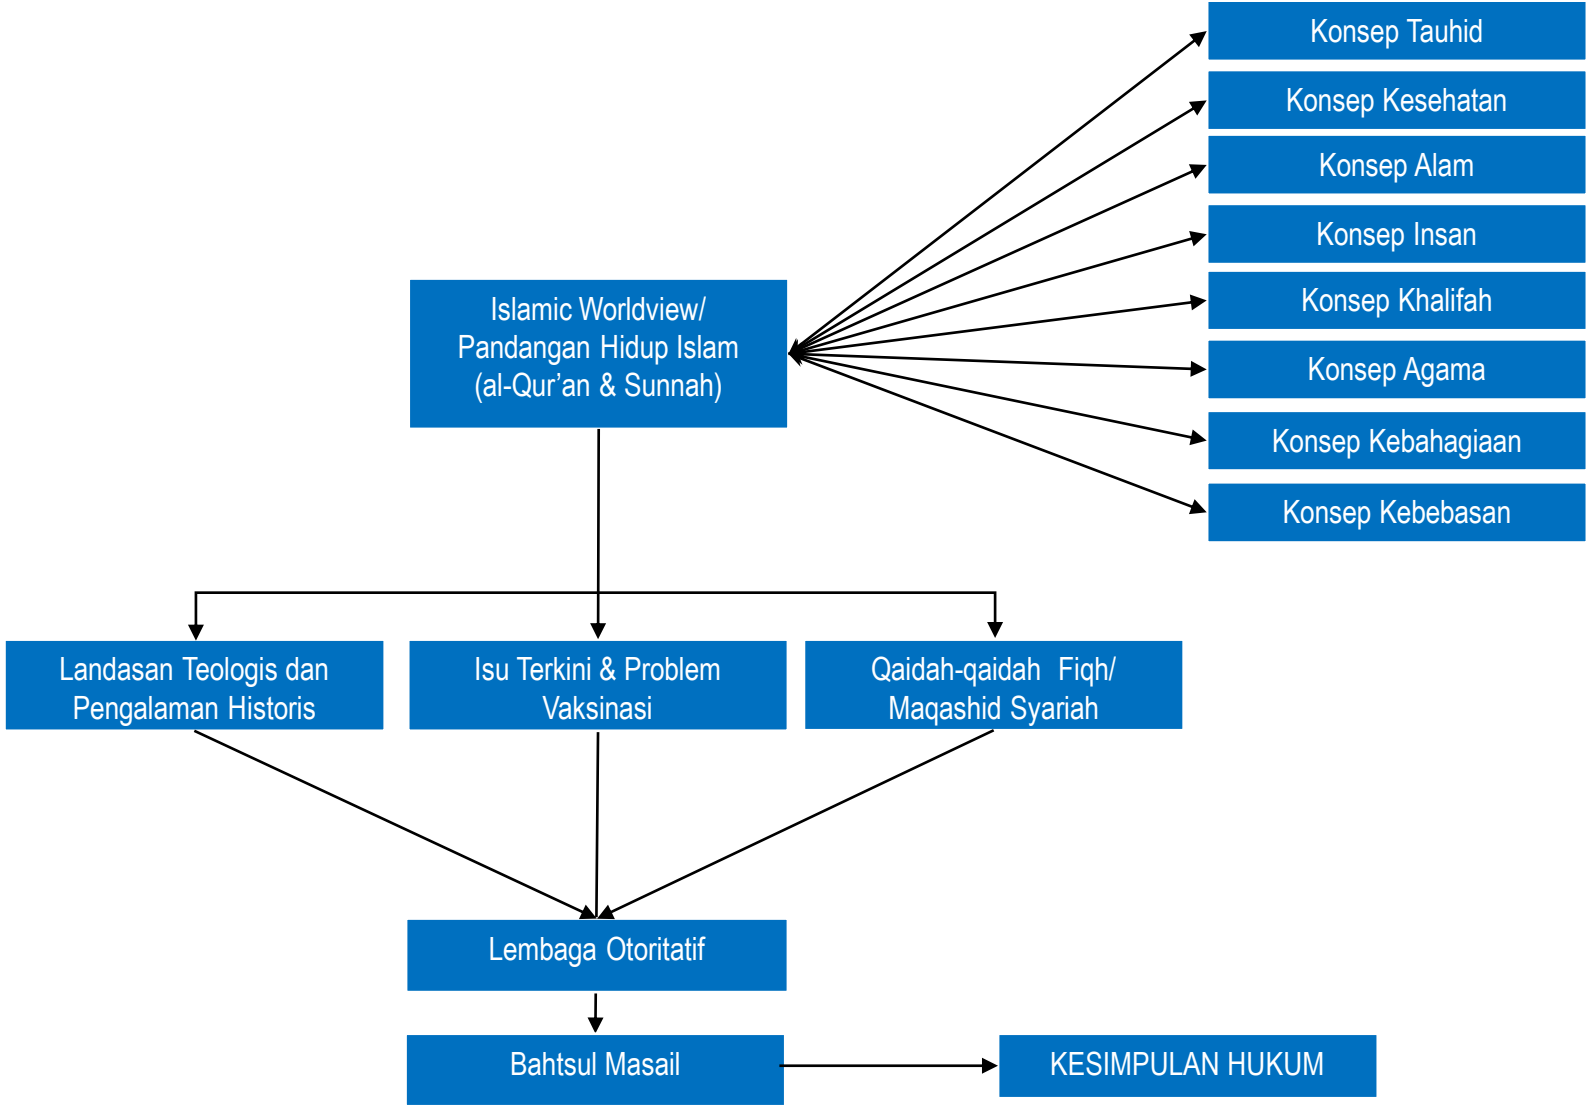 Konsep Tauhid
Konsep Kesehatan
Konsep Alam
Konsep Insan
Konsep Khalifah
Konsep Agama
Konsep Kebahagiaan
Konsep Kebebasan
Islamic Worldview/
Pandangan Hidup Islam
(al-Qur’an & Sunnah)
Landasan Teologis dan
Pengalaman Historis
Isu Terkini & Problem
Vaksinasi
Qaidah-qaidah Fiqh/
Maqashid Syariah
Lembaga Otoritatif
Bahtsul Masail
KESIMPULAN HUKUM